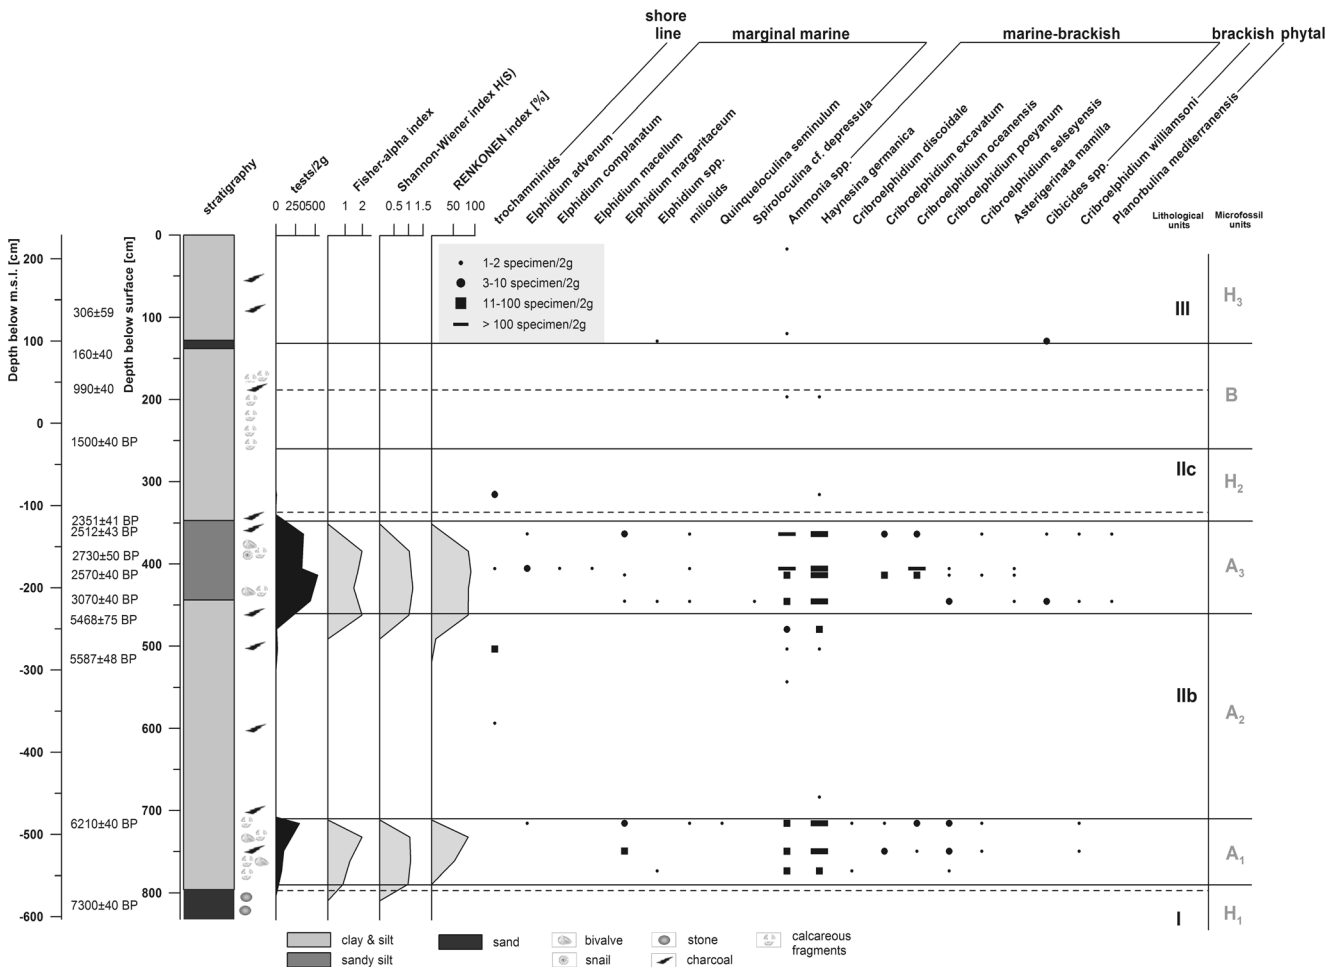 shore
line
marginal marine
marine-brackish
brackish
phytal
stratigraphy
tests/2g
Fisher-alpha index
Shannon-Wiener index H(S)
RENKONEN index [%]
trochamminids
Elphidium advenum
Elphidium complanatum
Elphidium macellum
Elphidium margaritaceum
Elphidium spp.
miliolids
Quinqueloculina seminulum
Spiroloculina cf. depressula
Ammonia spp.
Haynesina germanica
Cribroelphidium discoidale
Cribroelphidium excavatum
Cribroelphidium oceanensis
Cribroelphidium poeyanum
Cribroelphidium selseyensis
Asterigerinata mamilla
Cibicides spp.
Cribroelphidium williamsoni
Planorbulina mediterranensis
0 250 500
1 2
0.5 1 1.5
50 100
Lithological
units
Microfossil
units
Depth below m.s.l. [cm]
200
100
0
-100
-200
-300
-400
-500
-600
306±59
160±40
990±40
1500±40 BP
2351±41 BP
2512±43 BP
2730±50 BP
2570±40 BP
3070±40 BP
5468±75 BP
5587±48 BP
6210±40 BP
7300±40 BP
Depth below surface [cm]
0
100
200
300
400
500
600
700
800
1-2 specimen/2g
3-10 specimen/2g
11-100 specimen/2g
> 100 specimen/2g
III
IIc
IIb
I
H3
B
H2
A3
A2
A1
H1
clay & silt
sandy silt
sand
bivalve
snail
stone
charcoal
calcareous
fragments